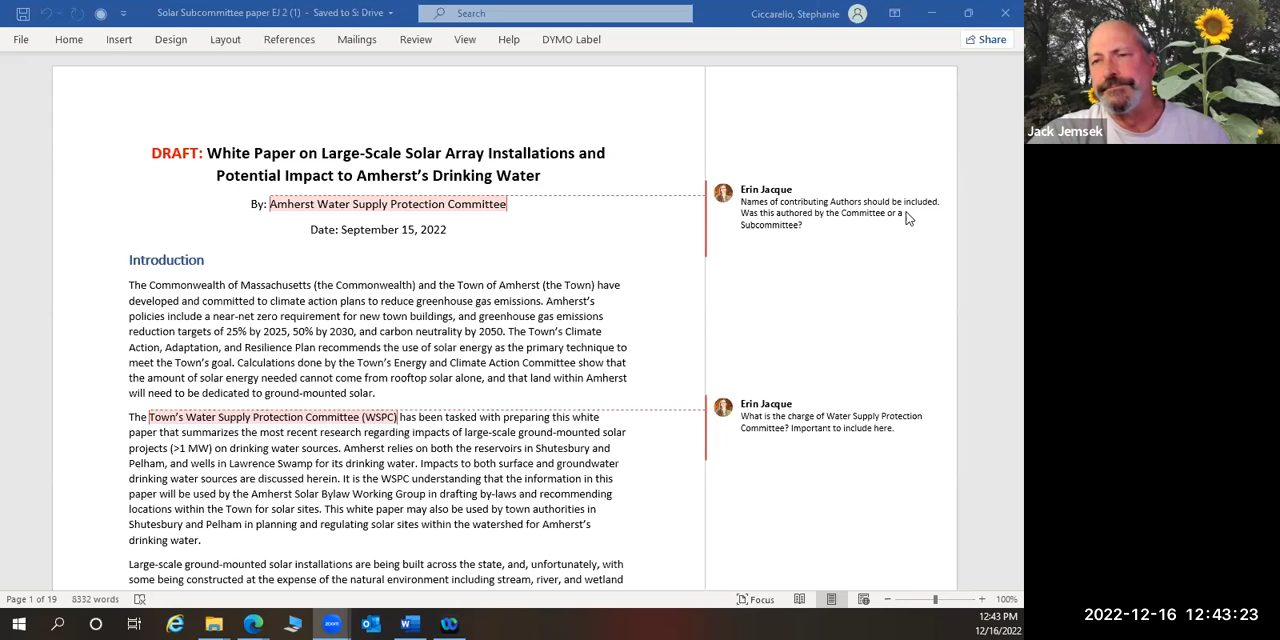 Solar Subcommittee paper EJ 2 (1) - Saved to S: Drive
Search
Ciccarello, Stephanie
File Home Insert Design Layout References Mailings Review View Help DYMO Label Share
DRAFT: White Paper on Large-Scale Solar Array Installations and
Potential Impact to Amherst's Drinking Water
By: Amherst Water Supply Protection Committee
Date: September 15, 2022
Introduction
The Commonwealth of Massachusetts (the Commonwealth) and the Town of Amherst (the Town) have
developed and committed to climate action plans to reduce greenhouse gas emissions. Amherst's
policies include a near-net zero requirement for new town buildings, and greenhouse gas emissions
reduction targets of 25% by 2025, 50% by 2030, and carbon neutrality by 2050. The Town's Climate
Action, Adaptation, and Resilience Plan recommends the use of solar energy as the primary technique to
meet the Town's goal. Calculations done by the Town's Energy and Climate Action Committee show that
the amount of solar energy needed cannot come from rooftop solar alone, and that land within Amherst
will need to be dedicated to ground-mounted solar.
The Town's Water Supply Protection Committee (WSPC) has been tasked with preparing this white
paper that summarizes the most recent research regarding impacts of large-scale ground-mounted solar
projects (>1 MW) on drinking water sources. Amherst relies on both the reservoirs in Shutesbury and
Pelham, and wells in Lawrence Swamp for its drinking water. Impacts to both surface and groundwater
drinking water sources are discussed herein. It is the WSPC understanding that the information in this
paper will be used by the Amherst Solar Bylaw Working Group in drafting by-laws and recommending
locations within the Town for solar sites. This white paper may also be used by town authorities in
Shutesbury and Pelham in planning and regulating solar sites within the watershed for Amherst's
drinking water.
Large-scale ground-mounted solar installations are being built across the state, and, unfortunately, with
some being constructed at the expense of the natural environment including stream, river, and wetland
Erin Jacque
Names of contributing Authors should be included.
Was this authored by the Committee or a
Subcommittee?
Erin Jacque
What is the charge of Water Supply Protection
Committee? Important to include here.
Jack Jemsek
Page 1 of 19 8332 words Focus 100%
zoom
12:43 PM
12/16/2022
2022-12-16 12:43:23